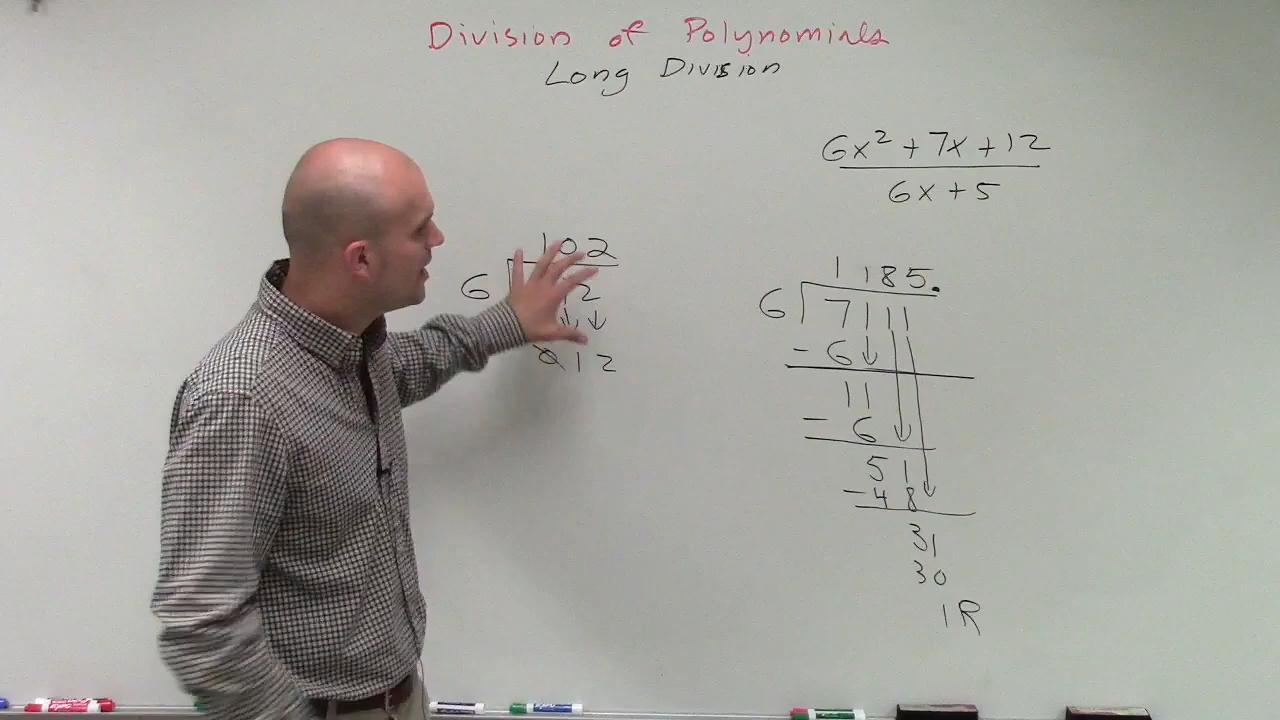 Division of Polynomials
Long Division
6x² + 7x + 12
6x + 5
102
6 12
012
1185.
6 7111
- 6
11
- 6
51
- 48
31
30
1R